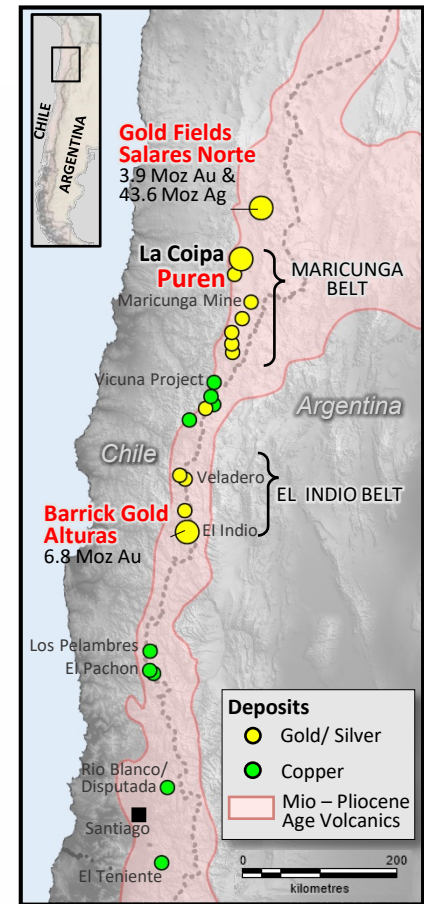 CHILE
ARGENTINA
Gold Fields
Salares Norte
3.9 Moz Au &
43.6 Moz Ag
La Coipa
Puren
Maricunga Mine
MARICUNGA
BELT
Vicuna Project
Argentina
Chile
Veladero
EL INDIO BELT
Barrick Gold
Alturas
6.8 Moz Au
El Indio
Los Pelambres
El Pachon
Rio Blanco/
Disputada
Santiago
El Teniente
Deposits
Gold/ Silver
Copper
Mio – Pliocene
Age Volcanics
0 200
kilometres